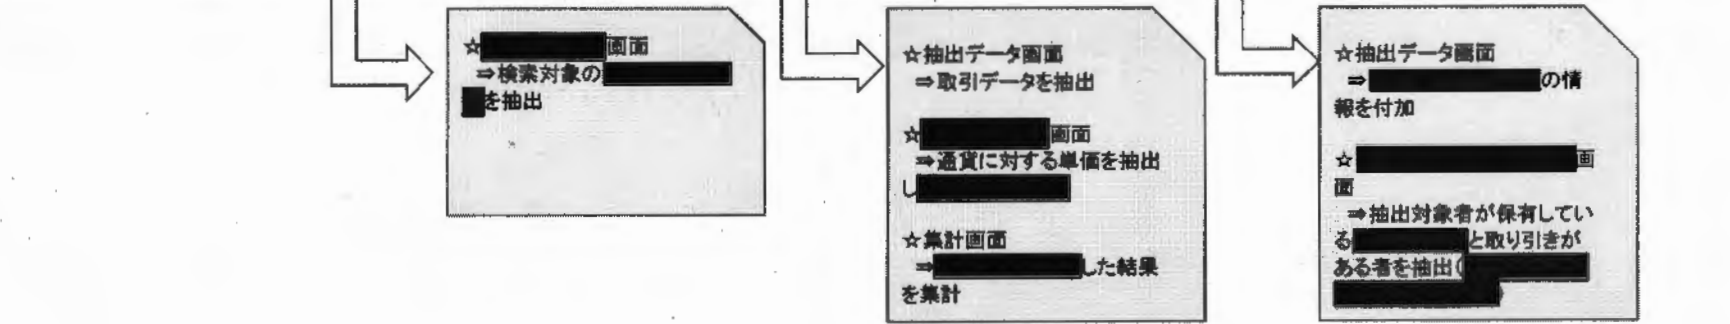 ☆ 画面
⇒検索対象の
を抽出
☆抽出データ画面
⇒取引データを抽出
☆ 画面
⇒通貨に対する単価を抽出
し
☆集計画面
⇒ した結果
を集計
☆抽出データ画面
⇒ の情
報を付加
☆ 画
面
⇒抽出対象者が保有してい
る と取り引きが
ある者を抽出(
)